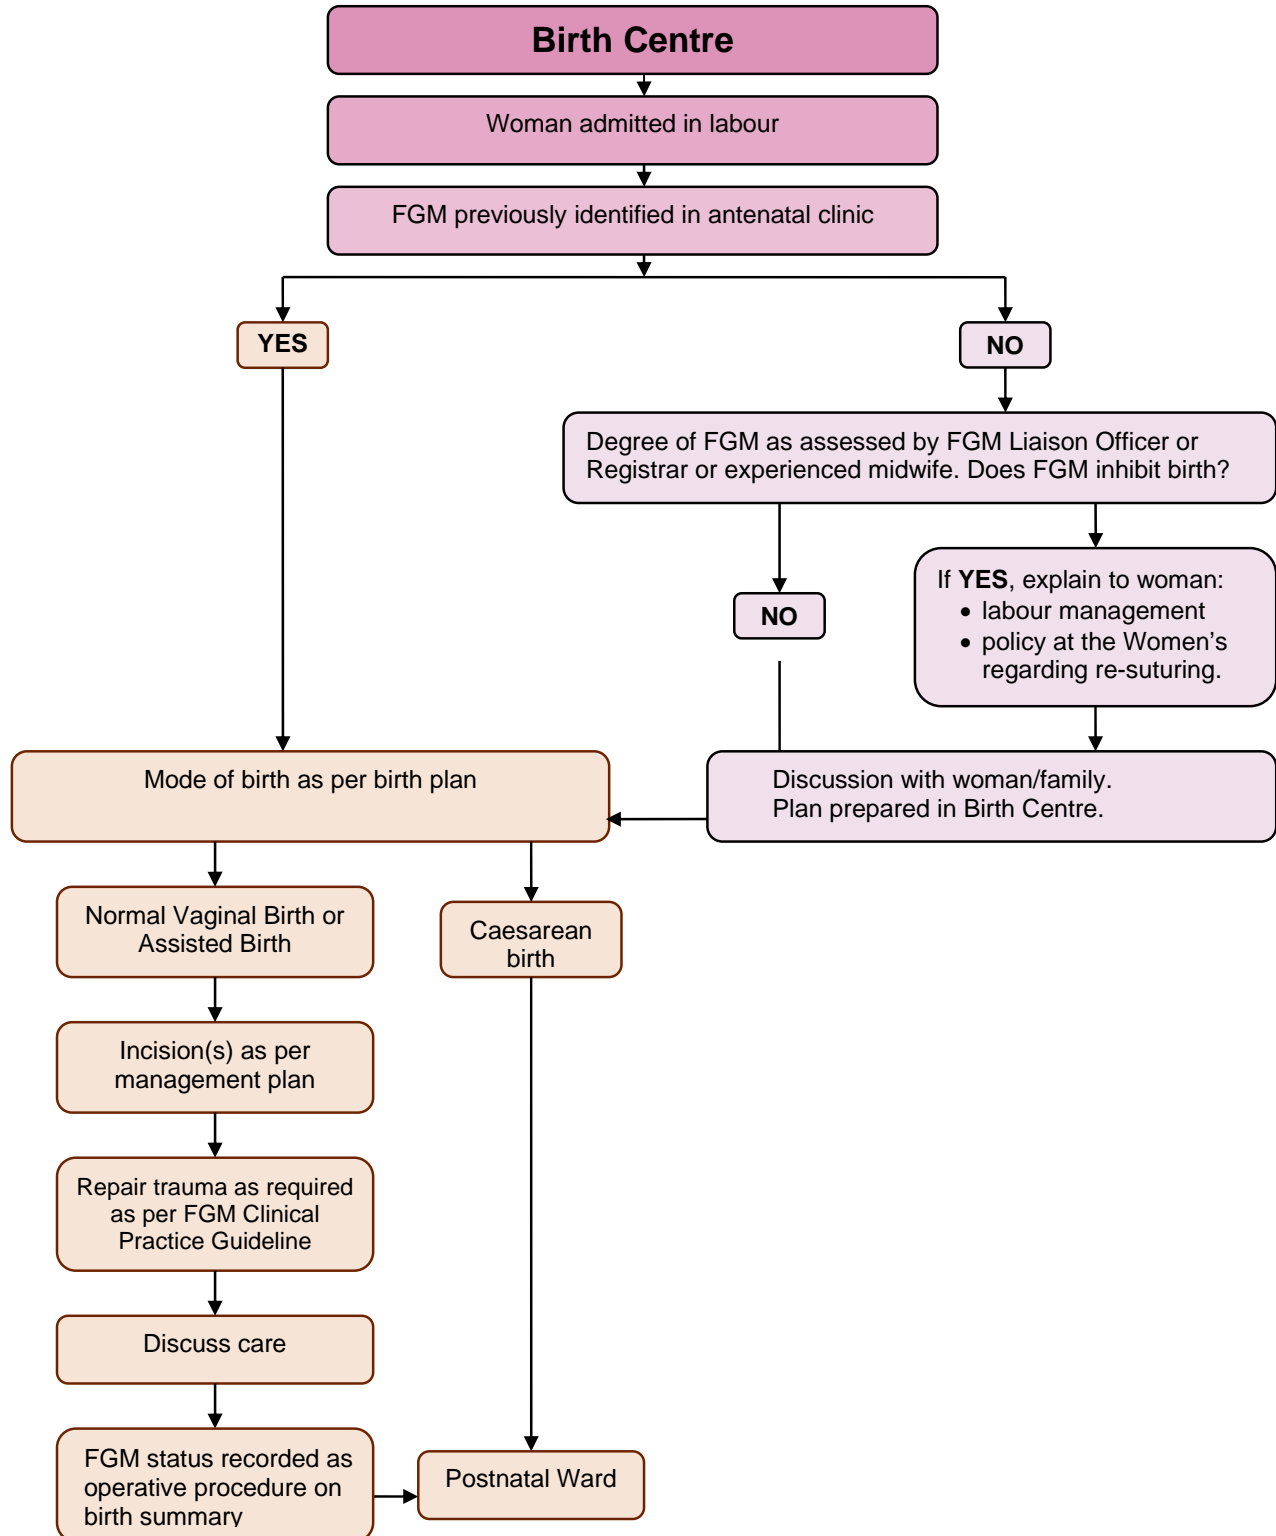 Birth Centre
Woman admitted in labour
FGM previously identified in antenatal clinic
YES
NO
Degree of FGM as assessed by FGM Liaison Officer or
Registrar or experienced midwife. Does FGM inhibit birth?
If YES, explain to woman:
• labour management
• policy at the Women’s
regarding re-suturing.
NO
Mode of birth as per birth plan
Discussion with woman/family.
Plan prepared in Birth Centre.
Normal Vaginal Birth or
Assisted Birth
Caesarean
birth
Incision(s) as per
management plan
Repair trauma as required
as per FGM Clinical
Practice Guideline
Discuss care
FGM status recorded as
operative procedure on
birth summary
Postnatal Ward